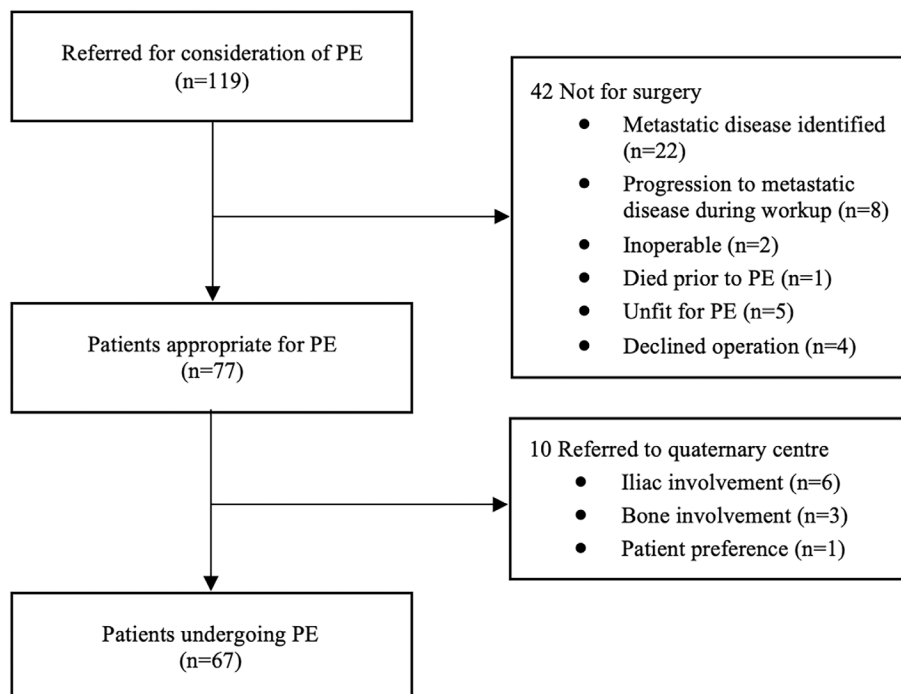 Referred for consideration of PE
(n=119)
42 Not for surgery
● Metastatic disease identified
(n=22)
● Progression to metastatic
disease during workup (n=8)
● Inoperable (n=2)
● Died prior to PE (n=1)
● Unfit for PE (n=5)
● Declined operation (n=4)
Patients appropriate for PE
(n=77)
10 Referred to quaternary centre
● Iliac involvement (n=6)
● Bone involvement (n=3)
● Patient preference (n=1)
Patients undergoing PE
(n=67)